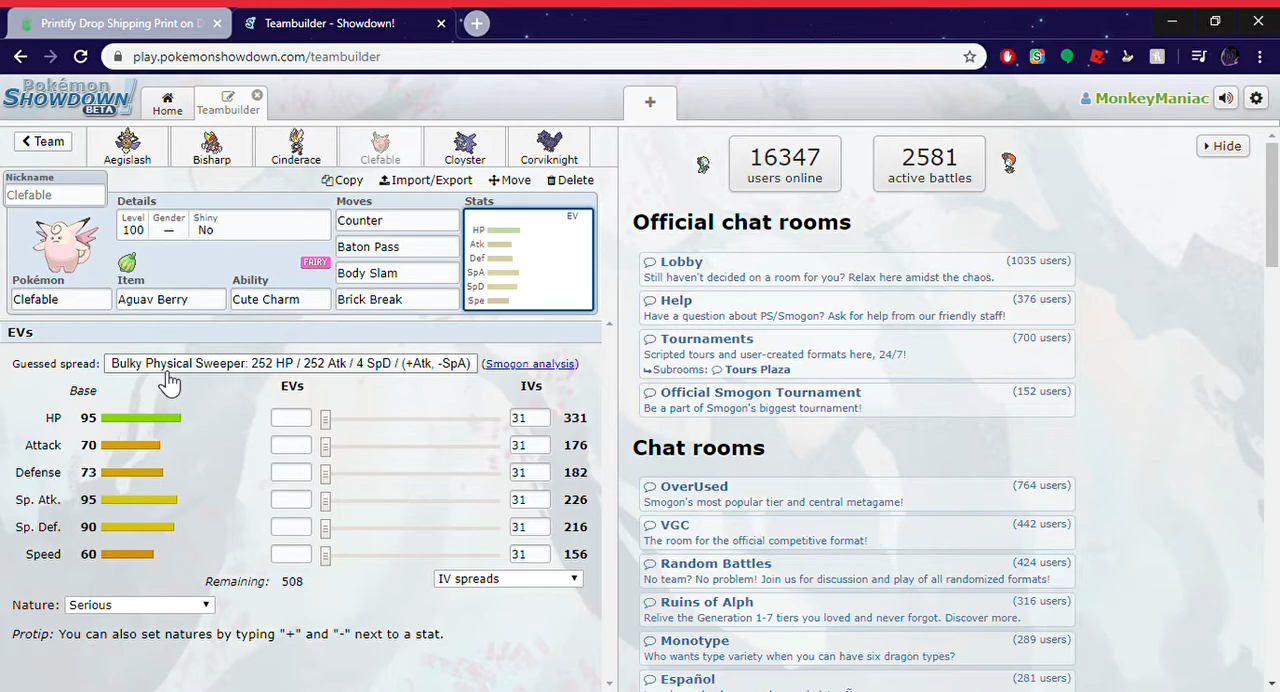 Printify Drop Shipping Print on D
Teambuilder - Showdown!
play.pokemonshowdown.com/teambuilder
Pokémon
SHOWDOWN!
BETA
Home
Teambuilder
MonkeyManiac
Team
Aegislash
Bisharp
Cinderace
Clefable
Cloyster
Corviknight
Copy
Import/Export
Move
Delete
Nickname
Clefable
Details
Level
100
Gender
—
Shiny
No
FAIRY
Pokémon
Clefable
Item
Aguav Berry
Ability
Cute Charm
Moves
Counter
Baton Pass
Body Slam
Brick Break
Stats
EV
HP
Atk
Def
SpA
SpD
Spe
EVs
Guessed spread: Bulky Physical Sweeper: 252 HP / 252 Atk / 4 SpD / (+Atk, -SpA) (Smogon analysis)
Base EVs IVs
HP 95 31 331
Attack 70 31 176
Defense 73 31 182
Sp. Atk. 95 31 226
Sp. Def. 90 31 216
Speed 60 31 156
Remaining: 508
IV spreads
Nature: Serious
Protip: You can also set natures by typing "+" and "-" next to a stat.
16347
users online
2581
active battles
Hide
Official chat rooms
Lobby (1035 users)
Still haven't decided on a room for you? Relax here amidst the chaos.
Help (376 users)
Have a question about PS/Smogon? Ask for help from our friendly staff!
Tournaments (700 users)
Scripted tours and user-created formats here, 24/7!
Subrooms: Tours Plaza
Official Smogon Tournament (152 users)
Be a part of Smogon's biggest tournament!
Chat rooms
OverUsed (764 users)
Smogon's most popular tier and central metagame!
VGC (442 users)
The room for the official competitive format!
Random Battles (424 users)
No team? No problem! Join us for discussion and play of all randomized formats!
Ruins of Alph (316 users)
Relive the Generation 1-7 tiers you loved and never forgot. Discover more.
Monotype (289 users)
Who wants type variety when you can have six dragon types?
Español (281 users)